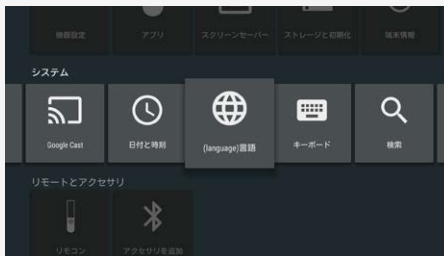 機器設定
アプリ
スクリーンセーバー
ストレージと初期化
端末情報
システム
Google Cast
日付と時刻
(language)言語
キーボード
検索
リモートとアクセサリ
リモコン
アクセサリを追加